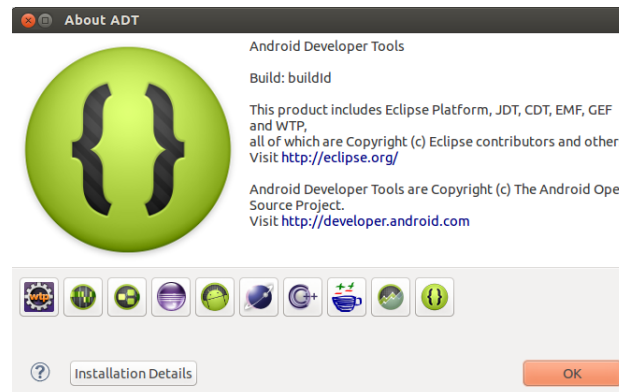 About ADT
Android Developer Tools
Build: buildId
This product includes Eclipse Platform, JDT, CDT, EMF, GEF
and WTP,
all of which are Copyright (c) Eclipse contributors and other
Visit http://eclipse.org/
Android Developer Tools are Copyright (c) The Android Ope
Source Project.
Visit http://developer.android.com
wtp
C++
Installation Details
OK